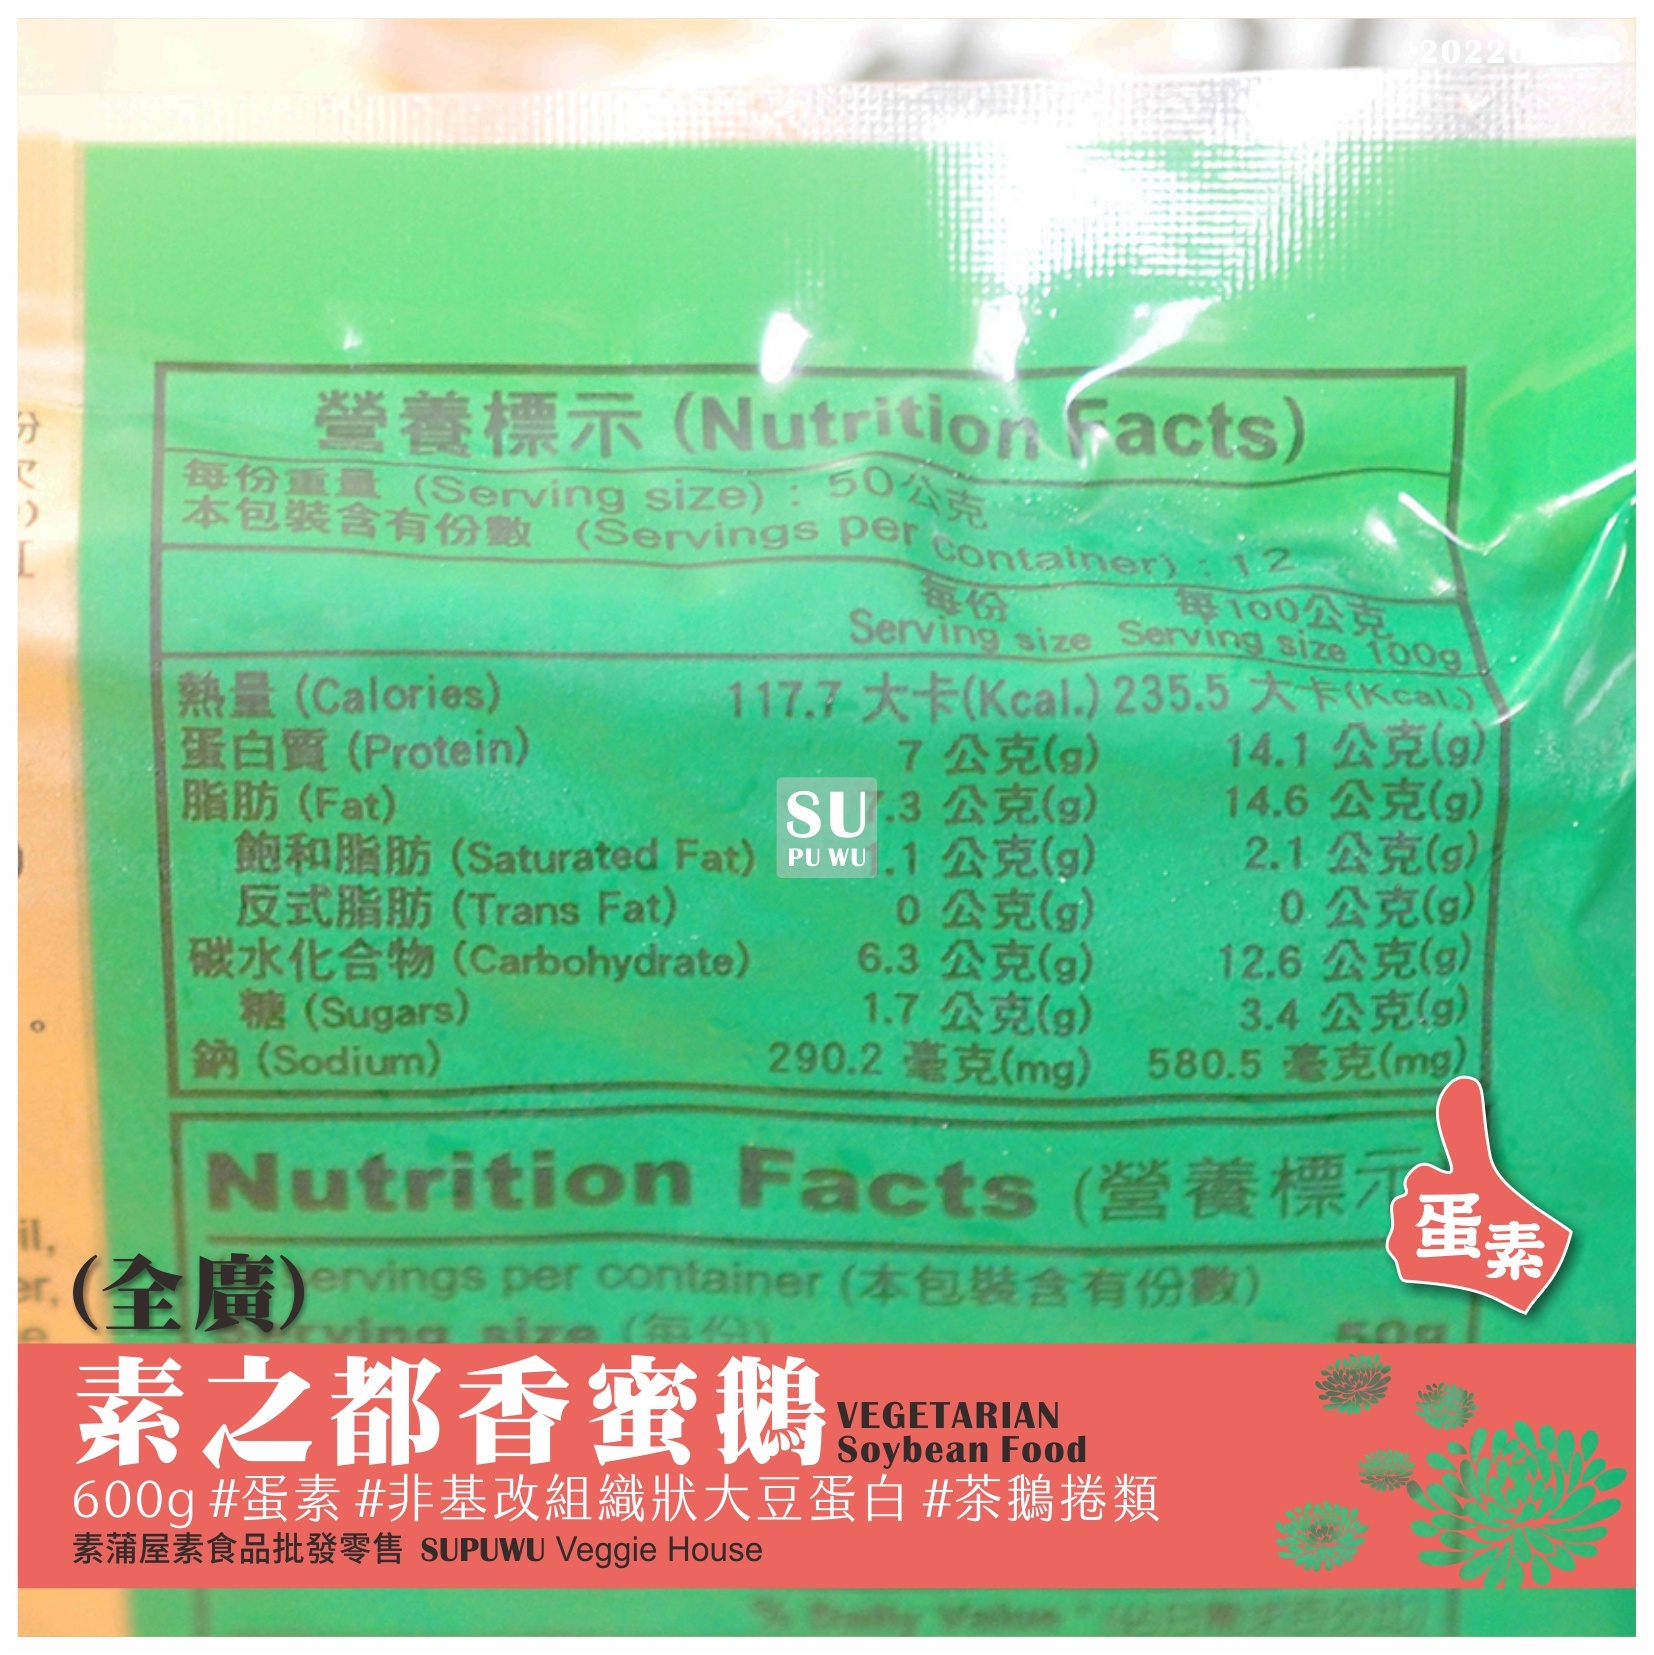 營養標示 (Nutrition Facts)
每份重量 (Serving size) : 50公克
本包裝含有份數 (Servings per container) : 12
每份 每100公克
Serving size Serving size 100g
熱量 (Calories) 117.7 大卡(Kcal.) 235.5 大卡(Kcal.)
蛋白質 (Protein) 7 公克(g) 14.1 公克(g)
脂肪 (Fat) .3 公克(g) 14.6 公克(g)
飽和脂肪 (Saturated Fat) .1 公克(g) 2.1 公克(g)
反式脂肪 (Trans Fat) 0 公克(g) 0 公克(g)
碳水化合物 (Carbohydrate) 6.3 公克(g) 12.6 公克(g)
糖 (Sugars) 1.7 公克(g) 3.4 公克(g)
鈉 (Sodium) 290.2 毫克(mg) 580.5 毫克(mg)
SU
PU WU
Nutrition Facts (營養標示
蛋素
ervings per container (本包裝含有份數)
size (每份) 50g
(全廣)
素之都香蜜鵝
VEGETARIAN
Soybean Food
600g #蛋素 #非基改組織狀大豆蛋白 #茶鵝捲類
素蒲屋素食品批發零售 SUPUWU Veggie House
% Daily Value